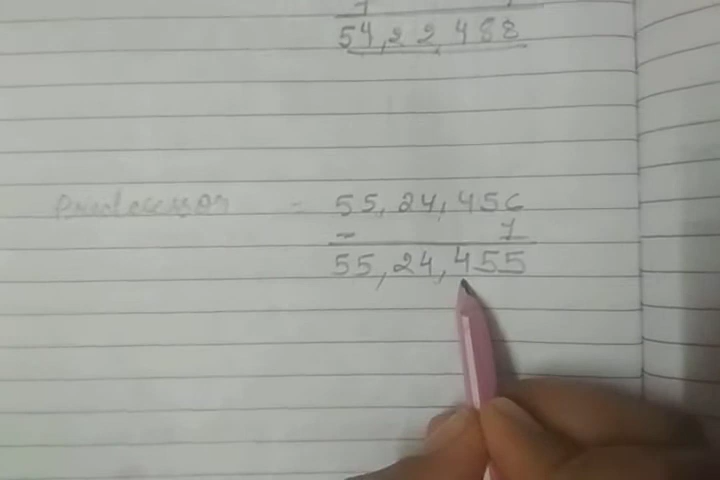 54,22,488
Predecessor = 55,24,456
- 1
55,24,455